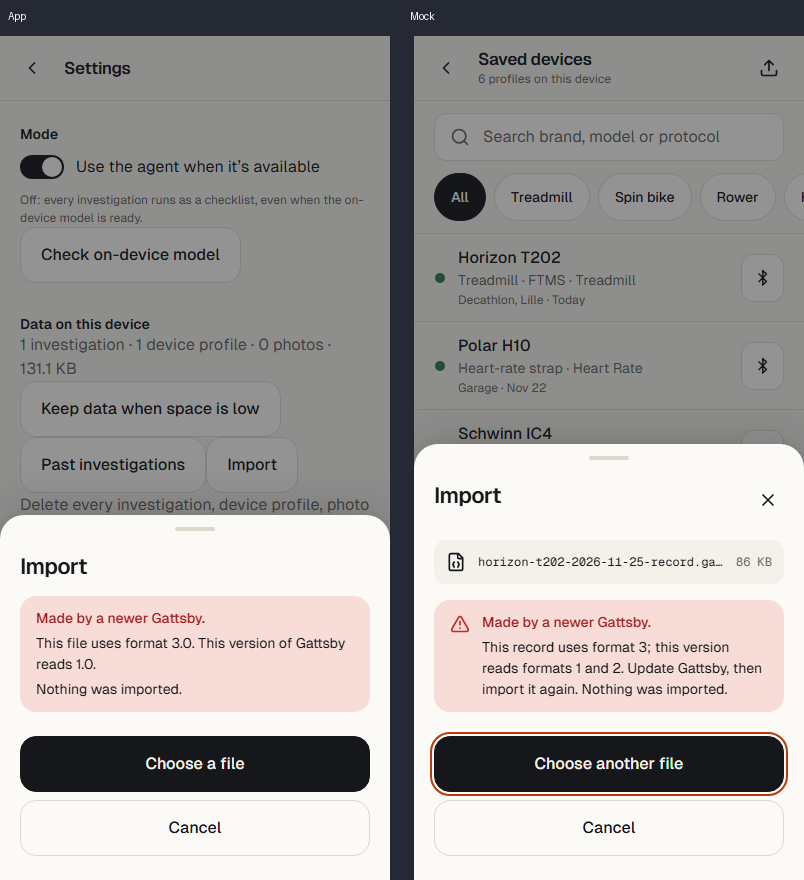 App
Settings
Mode
Use the agent when it’s available
Off: every investigation runs as a checklist, even when the on-
device model is ready.
Check on-device model
Data on this device
1 investigation · 1 device profile · 0 photos ·
131.1 KB
Keep data when space is low
Past investigations
Import
Delete every investigation, device profile, photo
Import
Made by a newer Gattsby.
This file uses format 3.0. This version of Gattsby
reads 1.0.
Nothing was imported.
Choose a file
Cancel
Mock
Saved devices
6 profiles on this device
Search brand, model or protocol
All
Treadmill
Spin bike
Rower
Horizon T202
Treadmill · FTMS · Treadmill
Decathlon, Lille · Today
Polar H10
Heart-rate strap · Heart Rate
Garage · Nov 22
Schwinn IC4
Import
horizon-t202-2026-11-25-record.ga…
86 KB
Made by a newer Gattsby.
This record uses format 3; this version
reads formats 1 and 2. Update Gattsby, then
import it again. Nothing was imported.
Choose another file
Cancel